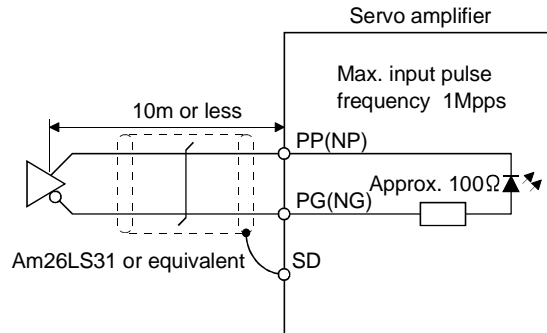 Servo amplifier
Max. input pulse
frequency 1Mpps
10m or less
PP(NP)
Approx. 100Ω
PG(NG)
Am26LS31 or equivalent
SD